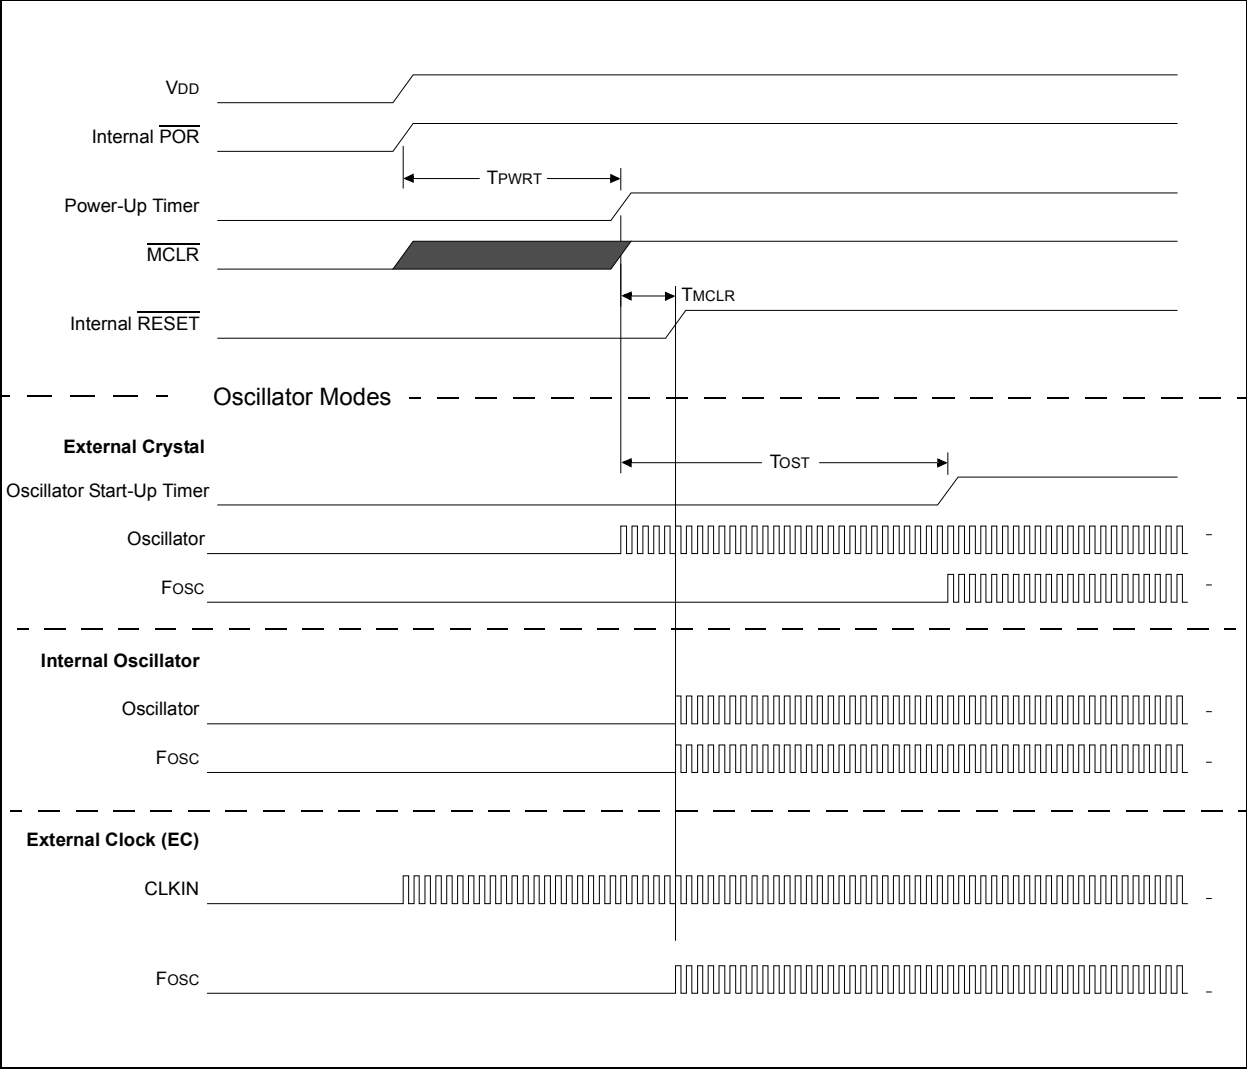 VDD
Internal POR
TPWRT
Power-Up Timer
MCLR
TMCLR
Internal RESET
Oscillator Modes
External Crystal
TOST
Oscillator Start-Up Timer
Oscillator
FOSC
Internal Oscillator
Oscillator
FOSC
External Clock (EC)
CLKIN
FOSC